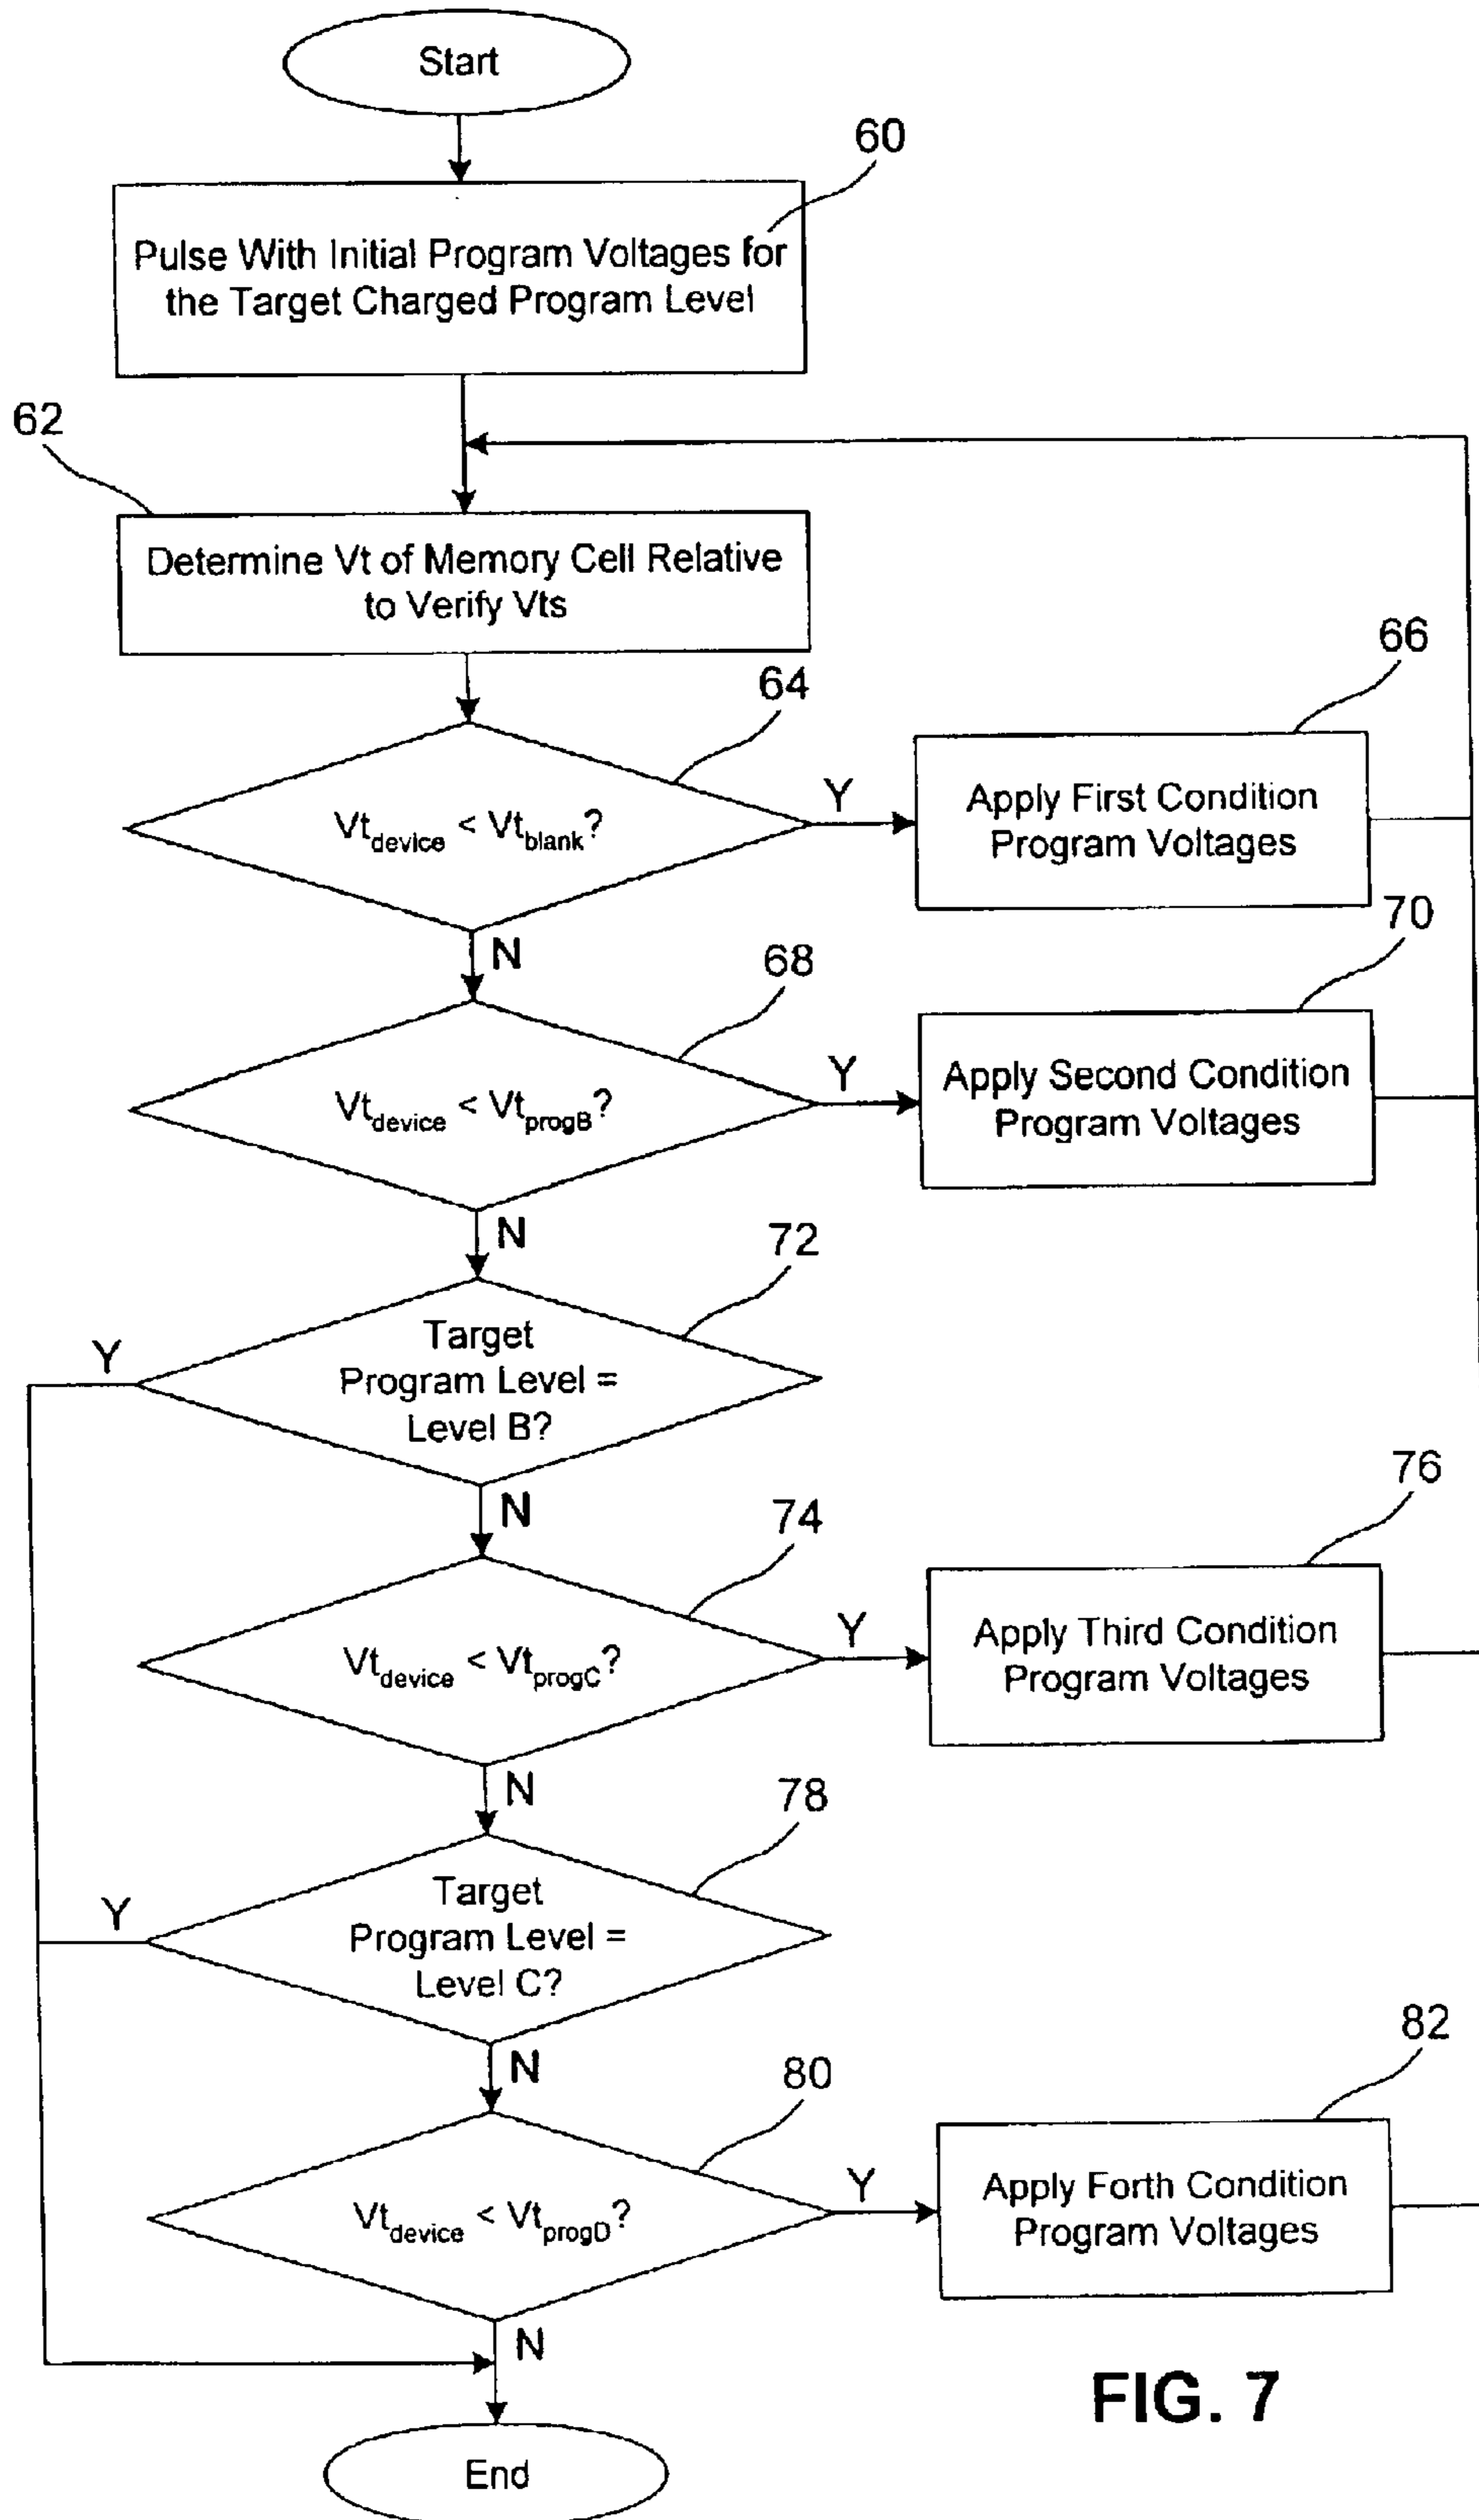 Start
60
Pulse With Initial Program Voltages for
the Target Charged Program Level
62
Determine Vt of Memory Cell Relative
to Verify Vts
64
66
Vtdevice < Vtblank?
Y
Apply First Condition
Program Voltages
N
68
70
Vtdevice < VtprogB?
Y
Apply Second Condition
Program Voltages
N
72
Y
Target
Program Level =
Level B?
N
74
76
Vtdevice < VtprogC?
Y
Apply Third Condition
Program Voltages
N
78
Y
Target
Program Level =
Level C?
N
80
82
Vtdevice < VtprogD?
Y
Apply Forth Condition
Program Voltages
N
FIG. 7
End